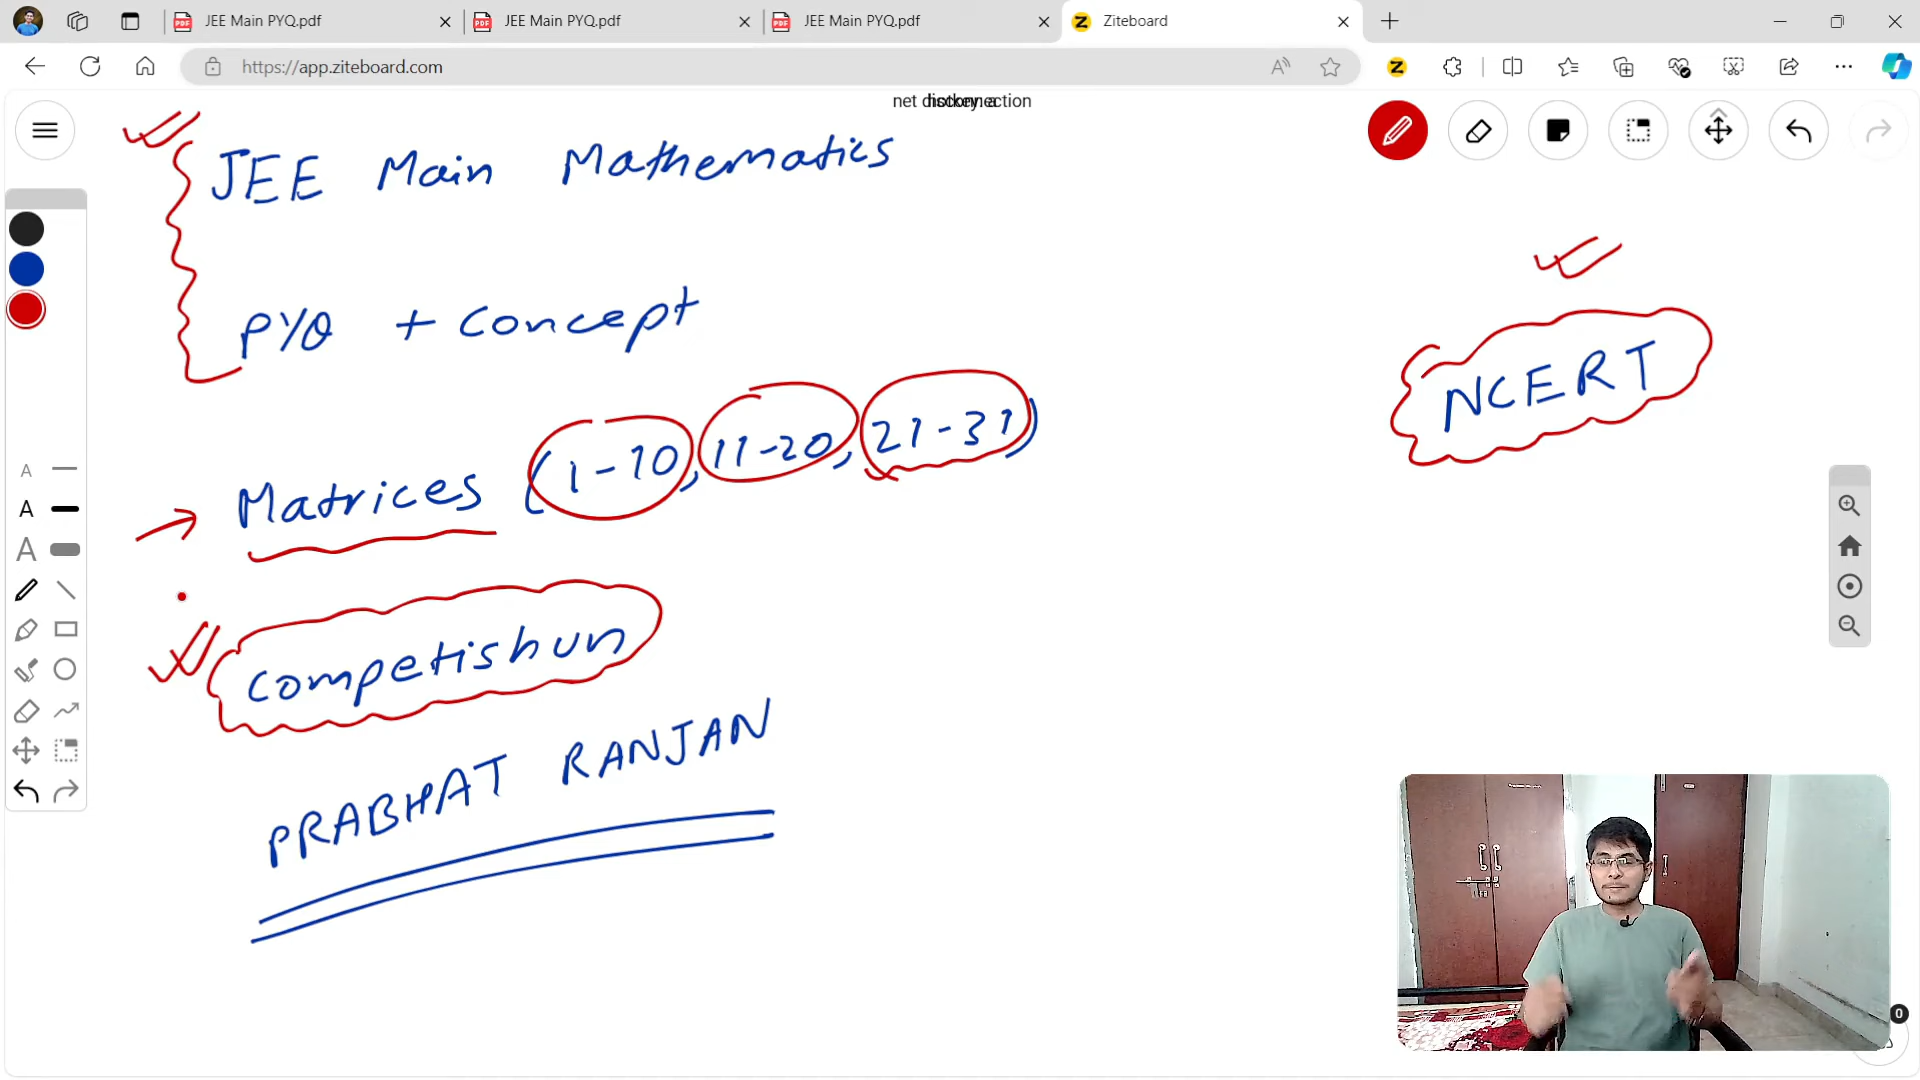 JEE Main PYQ.pdf
JEE Main PYQ.pdf
JEE Main PYQ.pdf
Ziteboard
https://app.ziteboard.com
JEE Main Mathematics
PYQ + concept
NCERT
Matrices (1-10, 11-20, 21-31)
competishun
PRABHAT RANJAN
A
A
A
0